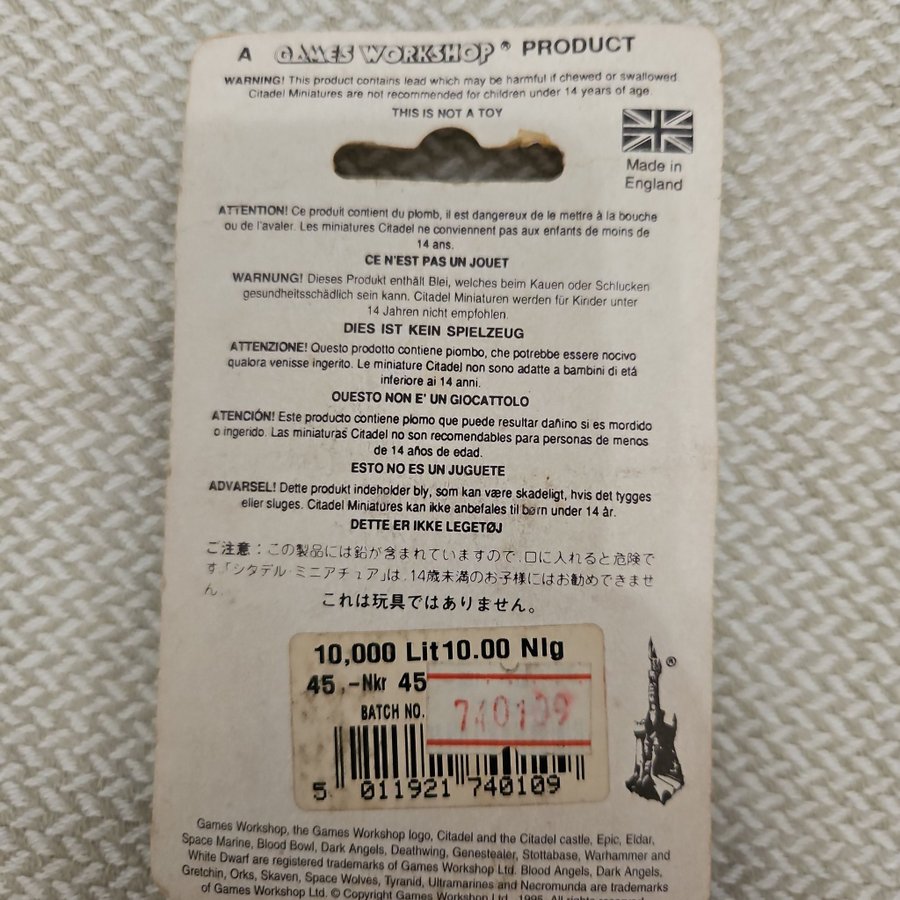 A GAMES WORKSHOP® PRODUCT
WARNING! This product contains lead which may be harmful if chewed or swallowed.
Citadel Miniatures are not recommended for children under 14 years of age.
THIS IS NOT A TOY
Made in
England
ATTENTION! Ce produit contient du plomb, il est dangereux de le mettre à la bouche
ou de l'avaler. Les miniatures Citadel ne conviennent pas aux enfants de moins de
14 ans.
CE N'EST PAS UN JOUET
WARNUNG! Dieses Produkt enthält Blei, welches beim Kauen oder Schlucken
gesundheitsschädlich sein kann. Citadel Miniaturen werden für Kinder unter
14 Jahren nicht empfohlen.
DIES IST KEIN SPIELZEUG
ATTENZIONE! Questo prodotto contiene piombo, che potrebbe essere nocivo
qualora venisse ingerito. Le miniature Citadel non sono adatte a bambini di etá
inferiore ai 14 anni.
QUESTO NON E' UN GIOCATTOLO
ATENCIÓN! Este producto contiene plomo que puede resultar dañino si es mordido
o ingerido. Las miniaturas Citadel no son recomendables para personas de menos
de 14 años de edad.
ESTO NO ES UN JUGUETE
ADVARSEL! Dette produkt indeholder bly, som kan være skadeligt, hvis det tygges
eller sluges. Citadel Miniatures kan ikke anbefales til børn under 14 år.
DETTE ER IKKE LEGETØJ
ご注意：この製品には鉛が含まれていますので、口に入れると危険で
す。「シタデル・ミニアチュア」は、14歳未満のお子様にはお勧めできませ
ん。
これは玩具ではありません。
10,000 Lit10.00 Nlg
45,-Nkr 45
BATCH NO.
740109
5 011921 740109
®
Games Workshop, the Games Workshop logo, Citadel and the Citadel castle, Epic, Eldar,
Space Marine, Blood Bowl, Dark Angels, Deathwing, Genestealer, Slottabase, Warhammer and
White Dwarf are registered trademarks of Games Workshop Ltd. Blood Angels, Dark Angels,
Gretchin, Orks, Skaven, Space Wolves, Tyranid, Ultramarines and Necromunda are trademarks
of Games Workshop Ltd. © Copyright Games Workshop Ltd., 1995. All rights reserved.